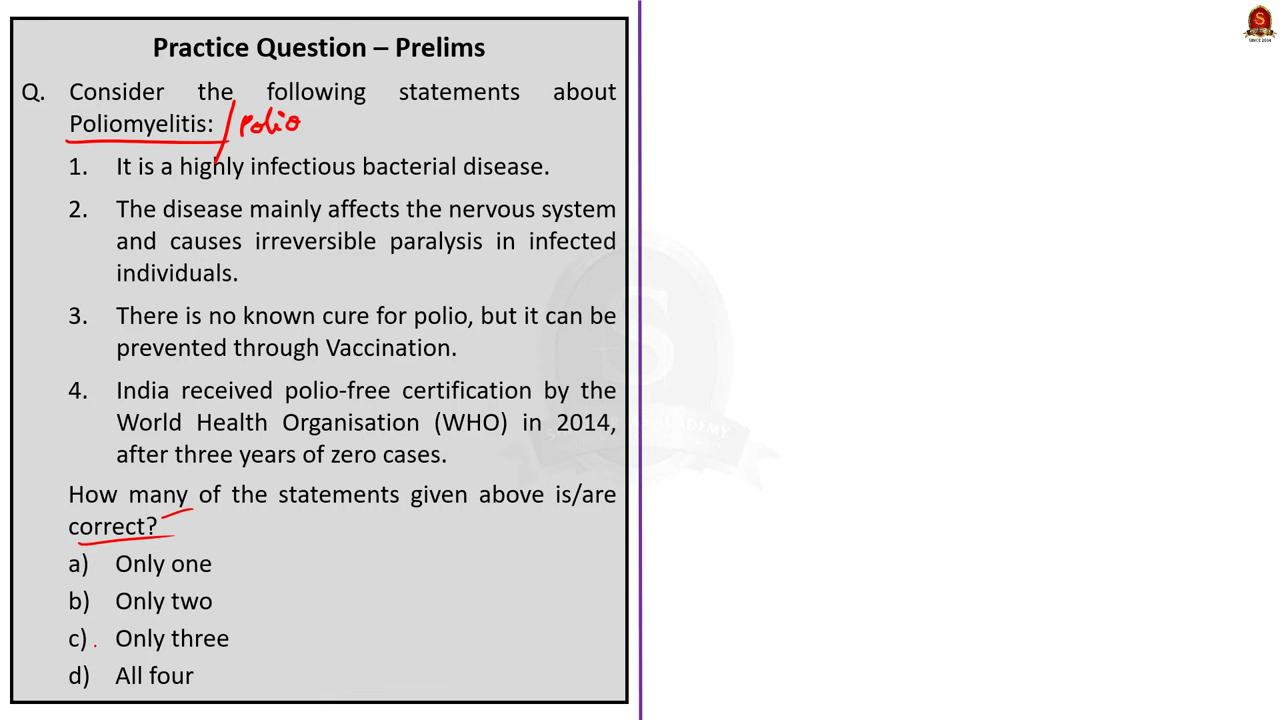 Practice Question – Prelims
Q. Consider the following statements about
Poliomyelitis: / Polio
1. It is a highly infectious bacterial disease.
2. The disease mainly affects the nervous system
and causes irreversible paralysis in infected
individuals.
3. There is no known cure for polio, but it can be
prevented through Vaccination.
4. India received polio-free certification by the
World Health Organisation (WHO) in 2014,
after three years of zero cases.
How many of the statements given above is/are
correct?
a) Only one
b) Only two
c) Only three
d) All four
S
SINCE 2004